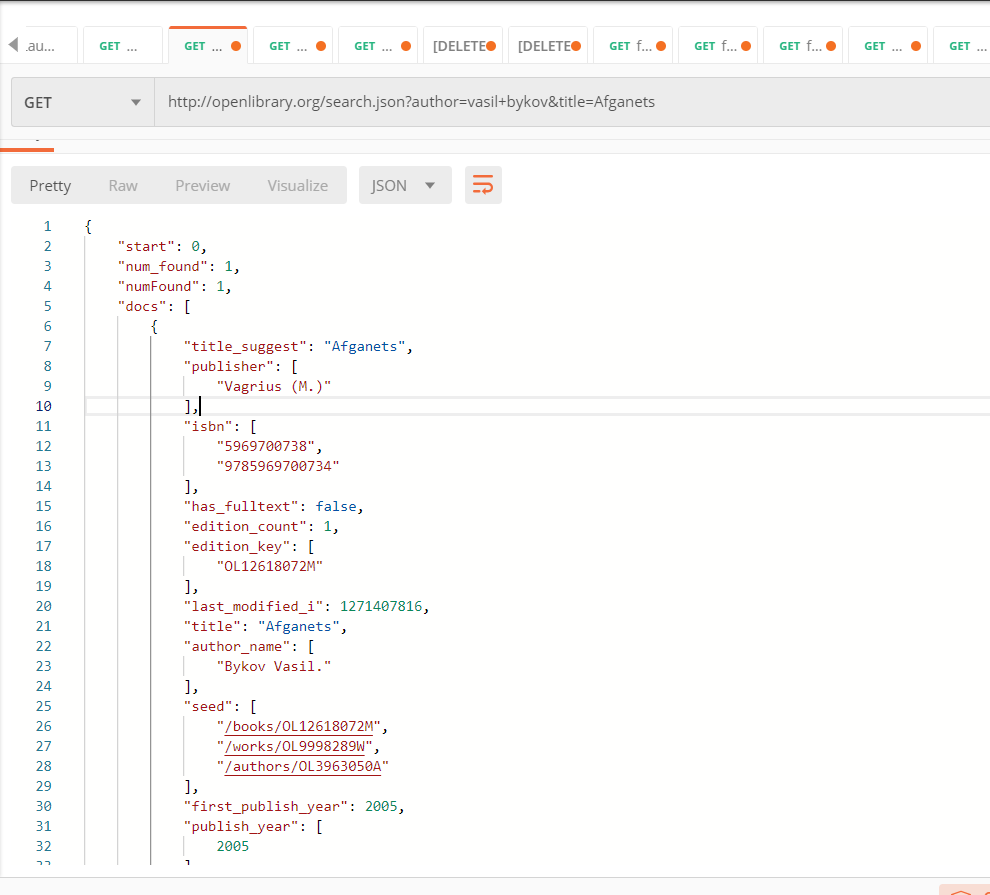 .au...
GET ...
GET ...
GET ...
GET ...
[DELETE
[DELETE
GET f...
GET f...
GET f...
GET ...
GET ...
GET http://openlibrary.org/search.json?author=vasil+bykov&title=Afganets
Pretty Raw Preview Visualize JSON
1 {
2 "start": 0,
3 "num_found": 1,
4 "numFound": 1,
5 "docs": [
6 {
7 "title_suggest": "Afganets",
8 "publisher": [
9 "Vagrius (M.)"
10 ],
11 "isbn": [
12 "5969700738",
13 "9785969700734"
14 ],
15 "has_fulltext": false,
16 "edition_count": 1,
17 "edition_key": [
18 "OL12618072M"
19 ],
20 "last_modified_i": 1271407816,
21 "title": "Afganets",
22 "author_name": [
23 "Bykov Vasil."
24 ],
25 "seed": [
26 "/books/OL12618072M",
27 "/works/OL9998289W",
28 "/authors/OL3963050A"
29 ],
30 "first_publish_year": 2005,
31 "publish_year": [
32 2005